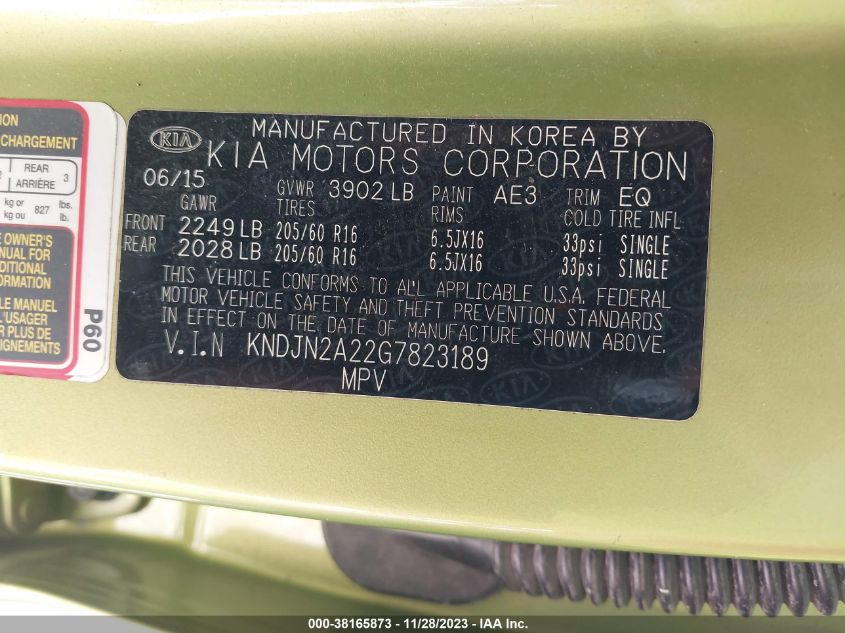 ION
CHARGEMENT
2 REAR 3
ARRIÈRE
kg or 827 lbs.
kg ou lb.
E OWNER'S
ANUAL FOR
DITIONAL
ORMATION
LE MANUEL
L'USAGER
R PLUS DE
IGNEMENTS
P60
KIA
MANUFACTURED IN KOREA BY
KIA MOTORS CORPORATION
06/15 GVWR 3902 LB PAINT AE3 TRIM EQ
GAWR TIRES RIMS COLD TIRE INFL
FRONT 2249 LB 205/60 R16 6.5JX16 33psi SINGLE
REAR 2028 LB 205/60 R16 6.5JX16 33psi SINGLE
THIS VEHICLE CONFORMS TO ALL APPLICABLE U.S.A. FEDERAL
MOTOR VEHICLE SAFETY AND THEFT PREVENTION STANDARDS
IN EFFECT ON THE DATE OF MANUFACTURE SHOWN ABOVE.
V.I.N KNDJN2A22G7823189
MPV
000-38165873 - 11/28/2023 - IAA Inc.